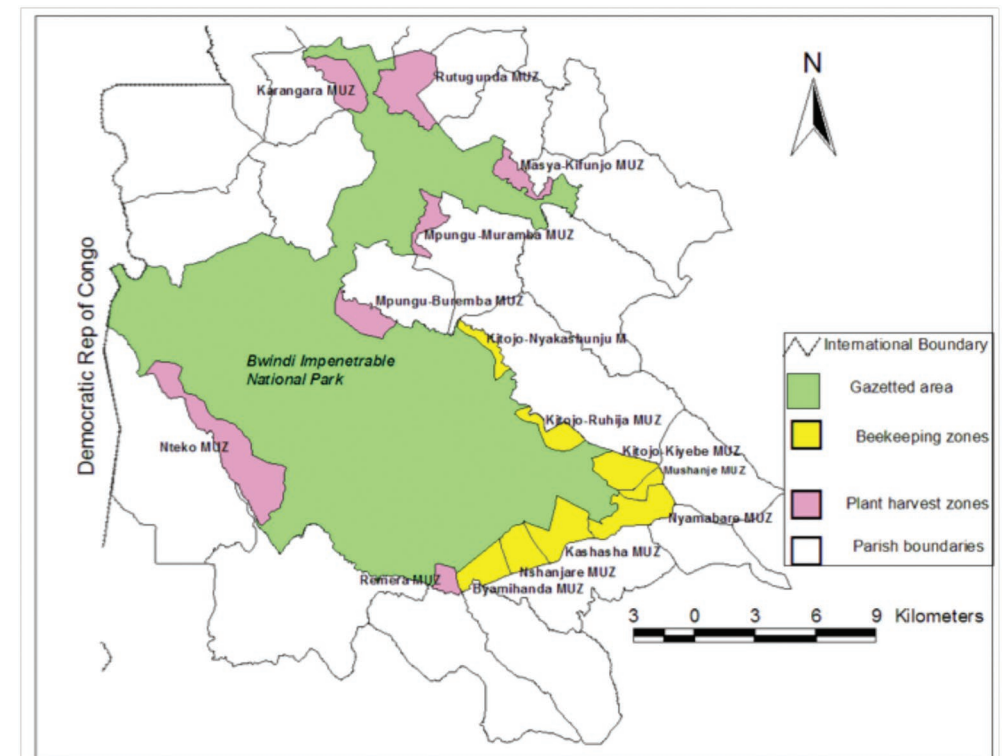 N
Karangara MUZ
Rutugunda MUZ
Masya-Kifunjo MUZ
Mpungu-Muramba MUZ
Democratic Rep of Congo
Mpungu-Buremba MUZ
Kitojo-Nyakashunju M
Bwindi Impenetrable
National Park
Kitojo-Ruhija MUZ
Nteko MUZ
Kitojo-Kiyebe MUZ
Mushanje MUZ
Nyamabare MUZ
Kashasha MUZ
Nshanjare MUZ
Remera MUZ
Byamihanda MUZ
International Boundary
Gazetted area
Beekeeping zones
Plant harvest zones
Parish boundaries
3 0 3 6 9 Kilometers